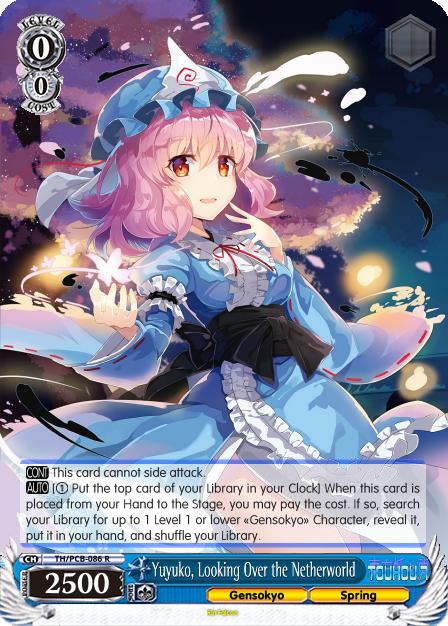 LEVEL
0
0
COST
CONT This card cannot side attack.
AUTO [① Put the top card of your Library in your Clock] When this card is
placed from your Hand to the Stage, you may pay the cost. If so, search
your Library for up to 1 Level 1 or lower «Gensokyo» Character, reveal it,
put it in your hand, and shuffle your Library.
CH TH/PCB-086 R
POWER 2500 SOUL Yuyuko, Looking Over the Netherworld TOUHOU
Gensokyo Spring